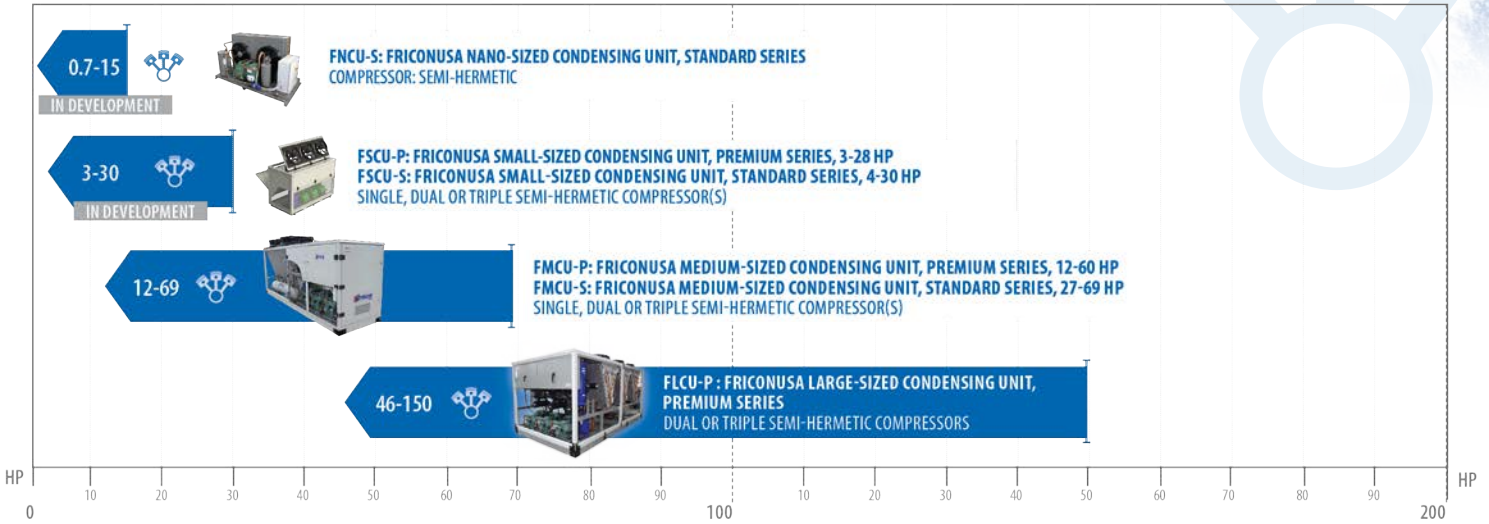 0.7-15
IN DEVELOPMENT
FNCU-S: FRICONUSA NANO-SIZED CONDENSING UNIT, STANDARD SERIES
COMPRESSOR: SEMI-HERMETIC
3-30
IN DEVELOPMENT
FSCU-P: FRICONUSA SMALL-SIZED CONDENSING UNIT, PREMIUM SERIES, 3-28 HP
FSCU-S: FRICONUSA SMALL-SIZED CONDENSING UNIT, STANDARD SERIES, 4-30 HP
SINGLE, DUAL OR TRIPLE SEMI-HERMETIC COMPRESSOR(S)
12-69
FMCU-P: FRICONUSA MEDIUM-SIZED CONDENSING UNIT, PREMIUM SERIES, 12-60 HP
FMCU-S: FRICONUSA MEDIUM-SIZED CONDENSING UNIT, STANDARD SERIES, 27-69 HP
SINGLE, DUAL OR TRIPLE SEMI-HERMETIC COMPRESSOR(S)
46-150
FLCU-P : FRICONUSA LARGE-SIZED CONDENSING UNIT,
PREMIUM SERIES
DUAL OR TRIPLE SEMI-HERMETIC COMPRESSORS
HP HP
10 20 30 40 50 60 70 80 90 10 20 30 40 50 60 70 80 90
0 100 200